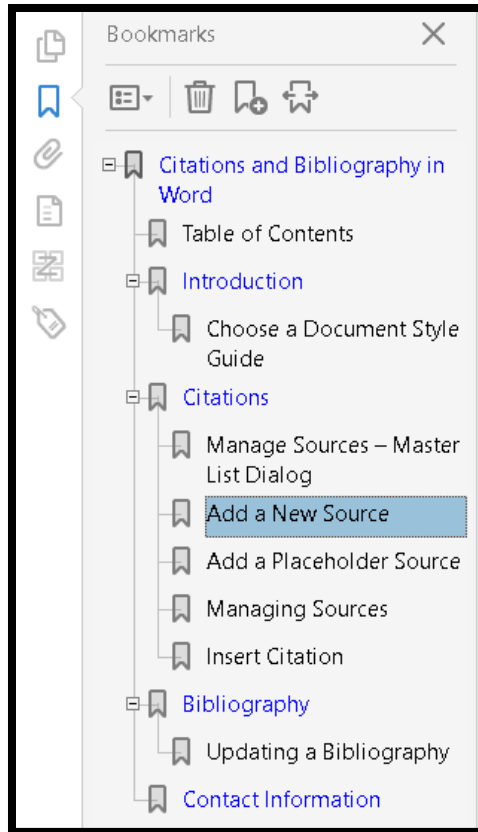 Bookmarks
Citations and Bibliography in
Word
Table of Contents
Introduction
Choose a Document Style
Guide
Citations
Manage Sources – Master
List Dialog
Add a New Source
Add a Placeholder Source
Managing Sources
Insert Citation
Bibliography
Updating a Bibliography
Contact Information